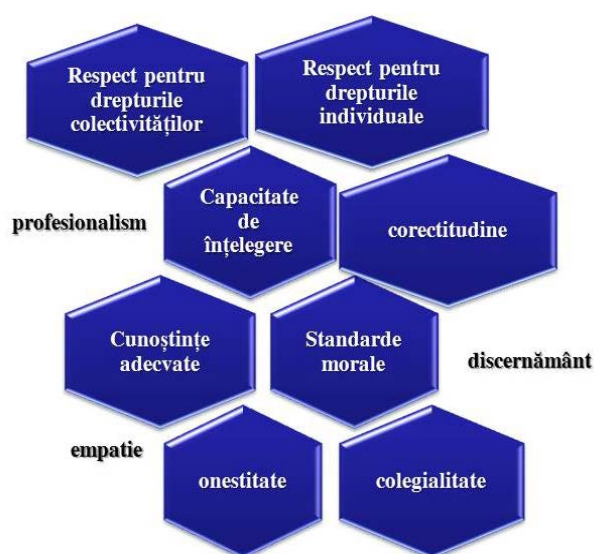 Respect pentru
drepturile
colectivităților
Respect pentru
drepturile
individuale
profesionalism
Capacitate
de
înțelegere
corectitudine
Cunoștințe
adecvate
Standarde
morale
discernământ
empatie
onestitate
colegialitate